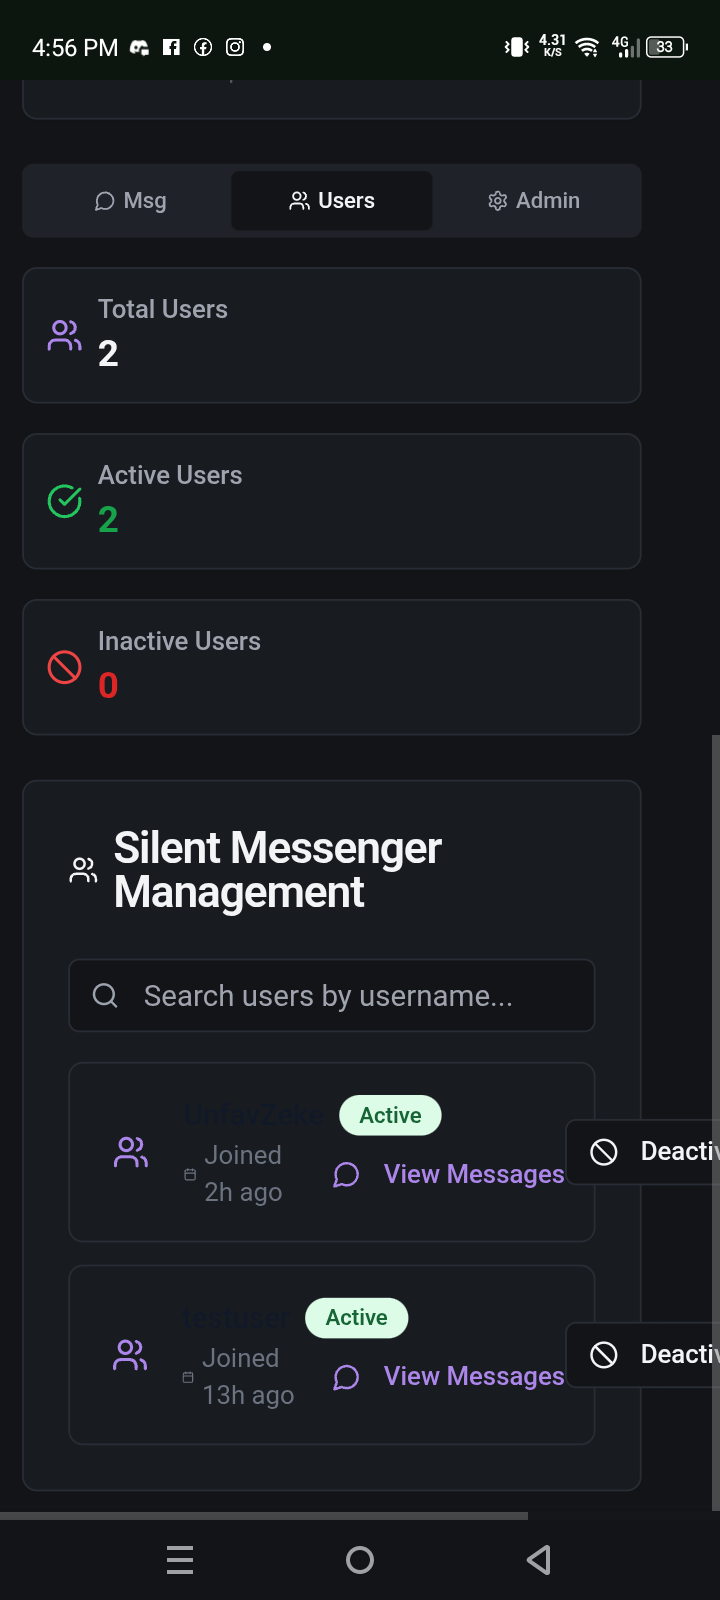 4:56 PM
4.31
K/S
4G
33
Msg
Users
Admin
Total Users
2
Active Users
2
Inactive Users
0
Silent Messenger
Management
Search users by username...
UnfavZeke Active
Joined
2h ago
View Messages
Deactiv
testuser Active
Joined
13h ago
View Messages
Deactiv